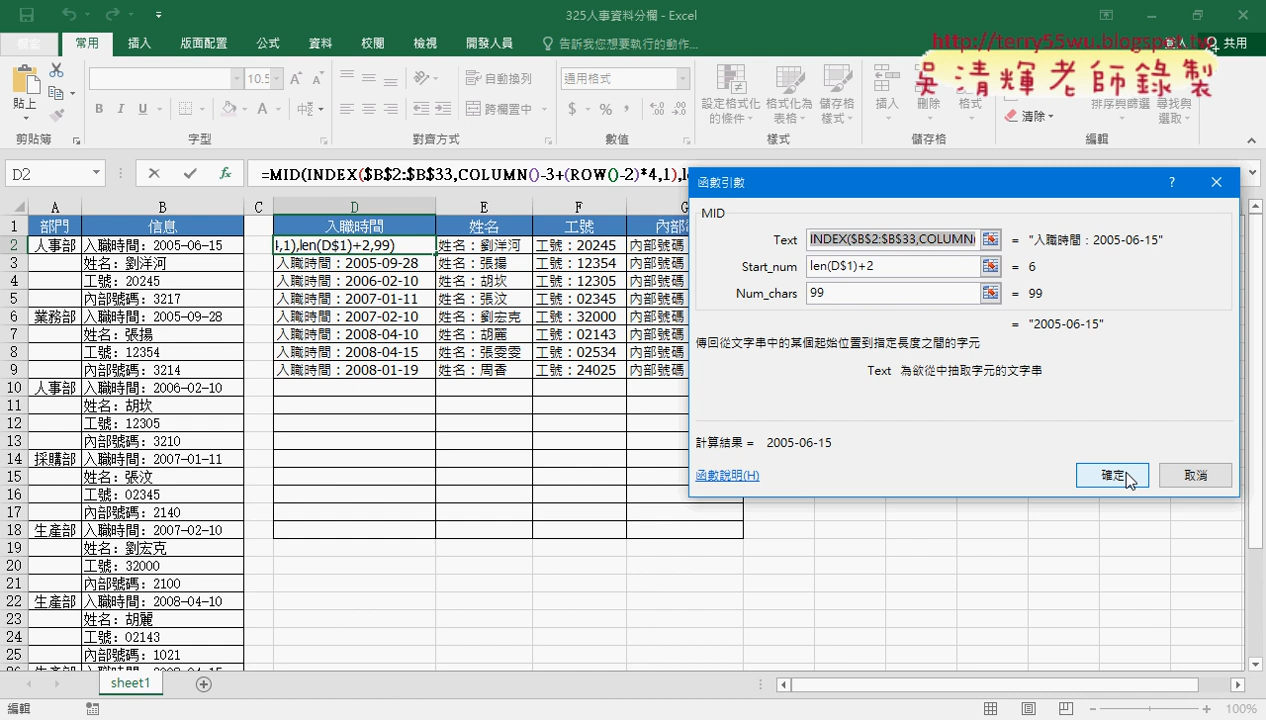 325人事資料分欄 - Excel
http://terry55wu.blogspot.tw
吳清輝老師錄製
檔案 常用 插入 版面配置 公式 資料 校閱 檢視 開發人員 告訴我您想要執行的動作... 登入 共用
貼上 10.5 自動換列 通用格式 設定格式化的條件 格式化為表格 儲存格樣式 插入 刪除 格式 排序與篩選 尋找與選取
B I U A 中 跨欄置中 $ % , 清除
剪貼簿 字型 對齊方式 數值 樣式 儲存格 編輯
D2 fx =MID(INDEX($B$2:$B$33,COLUMN()-3+(ROW()-2)*4,1),l
A B C D E F G
1 部門 信息 入職時間 姓名 工號
2 人事部 入職時間：2005-06-15 4,1),len(D$1)+2,99) 姓名：劉洋河 工號：20245 內部號碼
3 姓名：劉洋河 入職時間：2005-09-28 姓名：張揚 工號：12354 內部號碼
4 工號：20245 入職時間：2006-02-10 姓名：胡坎 工號：12305 內部號碼
5 內部號碼：3217 入職時間：2007-01-11 姓名：張汶 工號：02345 內部號碼
6 業務部 入職時間：2005-09-28 入職時間：2007-02-10 姓名：劉宏克 工號：32000 內部號碼
7 姓名：張揚 入職時間：2008-04-10 姓名：胡麗 工號：02143 內部號碼
8 工號：12354 入職時間：2008-04-15 姓名：張雯雯 工號：02534 內部號碼
9 內部號碼：3214 入職時間：2008-01-19 姓名：周香 工號：24025 內部號碼
10 人事部 入職時間：2006-02-10
11 姓名：胡坎
12 工號：12305
13 內部號碼：3210
14 採購部 入職時間：2007-01-11
15 姓名：張汶
16 工號：02345
17 內部號碼：2140
18 生產部 入職時間：2007-02-10
19 姓名：劉宏克
20 工號：32000
21 內部號碼：2100
22 生產部 入職時間：2008-04-10
23 姓名：胡麗
24 工號：02143
25 內部號碼：1021
26 生產部 入職時間：2008-04-15
函數引數 ?
MID
Text INDEX($B$2:$B$33,COLUMN( = "入職時間：2005-06-15"
Start_num len(D$1)+2 = 6
Num_chars 99 = 99
= "2005-06-15"
傳回從文字串中的某個起始位置到指定長度之間的字元
Text 為欲從中抽取字元的文字串
計算結果 = 2005-06-15
函數說明(H) 確定 取消
sheet1
編輯 100%